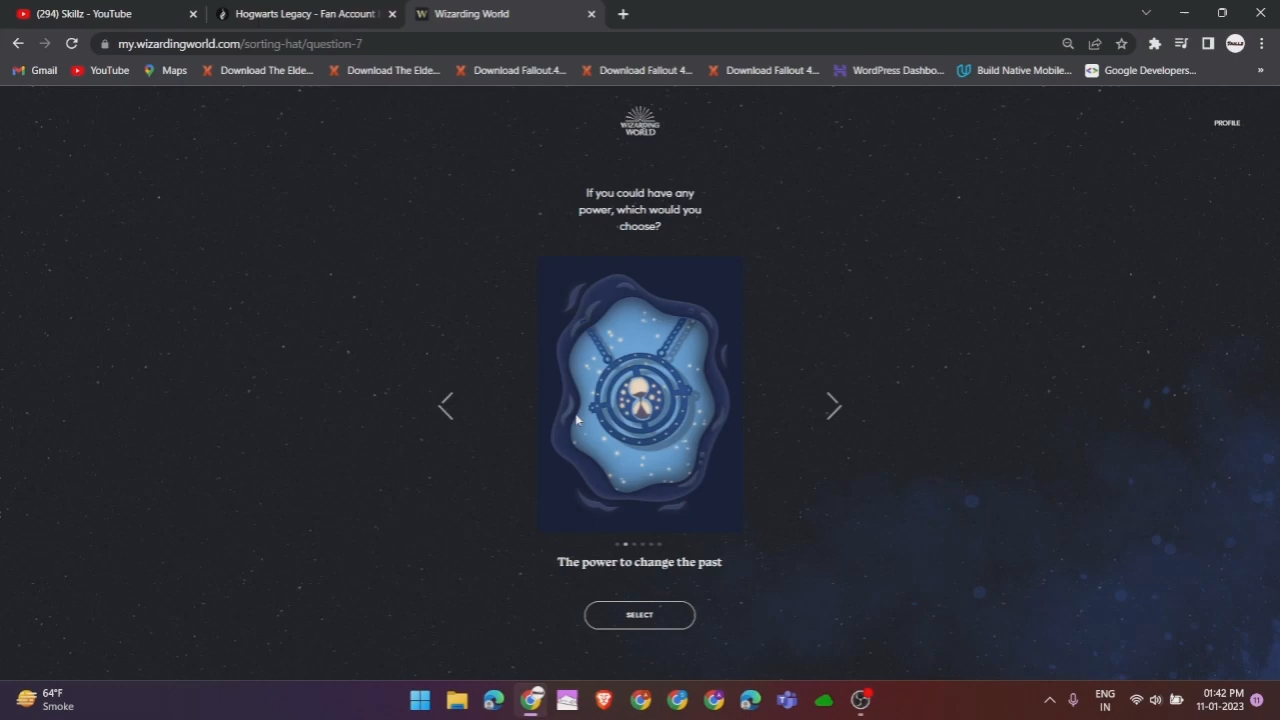 (294) Skillz - YouTube
Hogwarts Legacy - Fan Account
Wizarding World
my.wizardingworld.com/sorting-hat/question-7
Gmail
YouTube
Maps
Download The Elde...
Download The Elde...
Download Fallout.4...
Download Fallout 4...
Download Fallout 4...
WordPress Dashbo...
Build Native Mobile...
Google Developers...
»
WIZARDING
WORLD
PROFILE
If you could have any
power, which would you
choose?
The power to change the past
SELECT
64°F
Smoke
ENG
IN
01:42 PM
11-01-2023
11